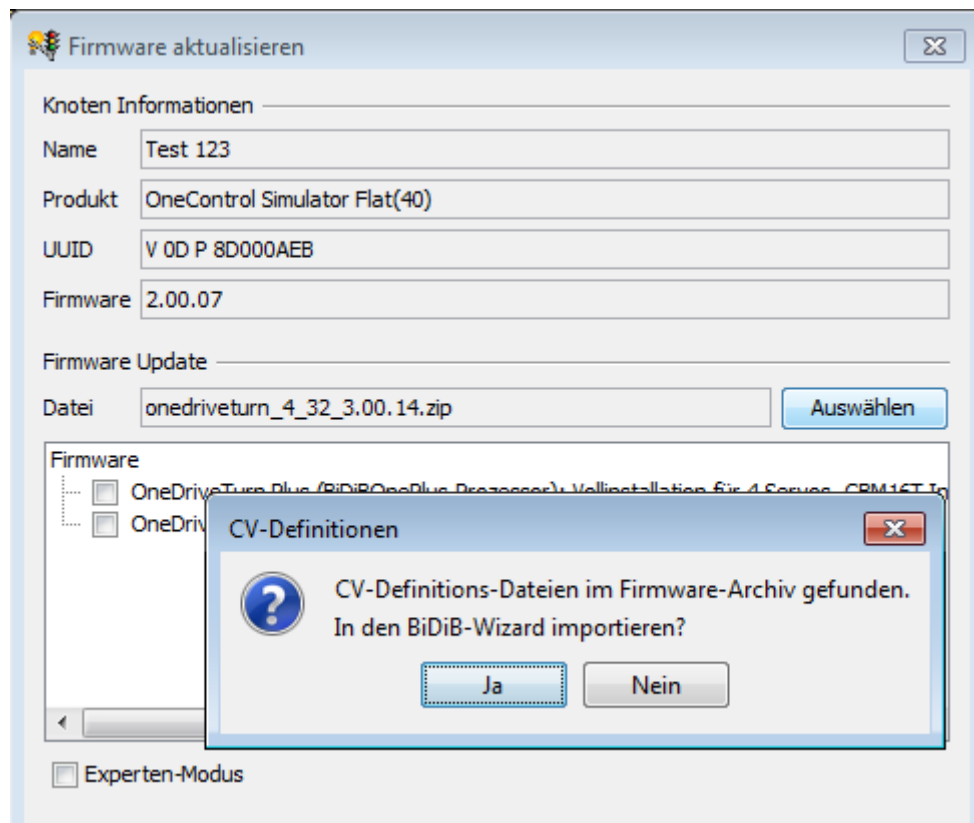 Firmware aktualisieren
Knoten Informationen
Name Test 123
Produkt OneControl Simulator Flat(40)
UUID V 0D P 8D000AEB
Firmware 2.00.07
Firmware Update
Datei onedriveturn_4_32_3.00.14.zip Auswählen
Firmware
OneDriveTurn Plus (BiDiBOnePlus Prozessor): Vollinstallation für 4 Servos, GBM16T In
OneDriv
CV-Definitionen
CV-Definitions-Dateien im Firmware-Archiv gefunden.
In den BiDiB-Wizard importieren?
Ja Nein
Experten-Modus